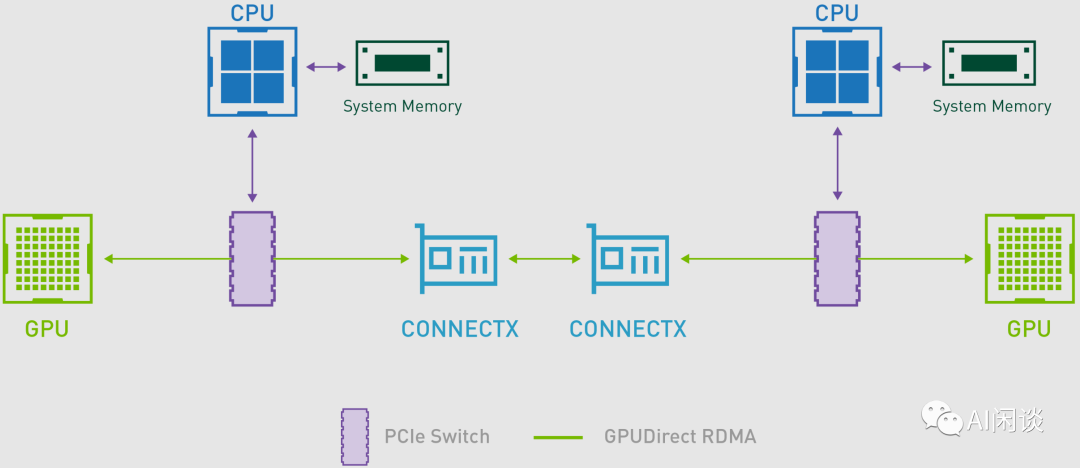 CPU
CPU
System Memory
System Memory
GPU
CONNECTX
CONNECTX
GPU
PCIe Switch
GPUDirect RDMA
AI闲谈